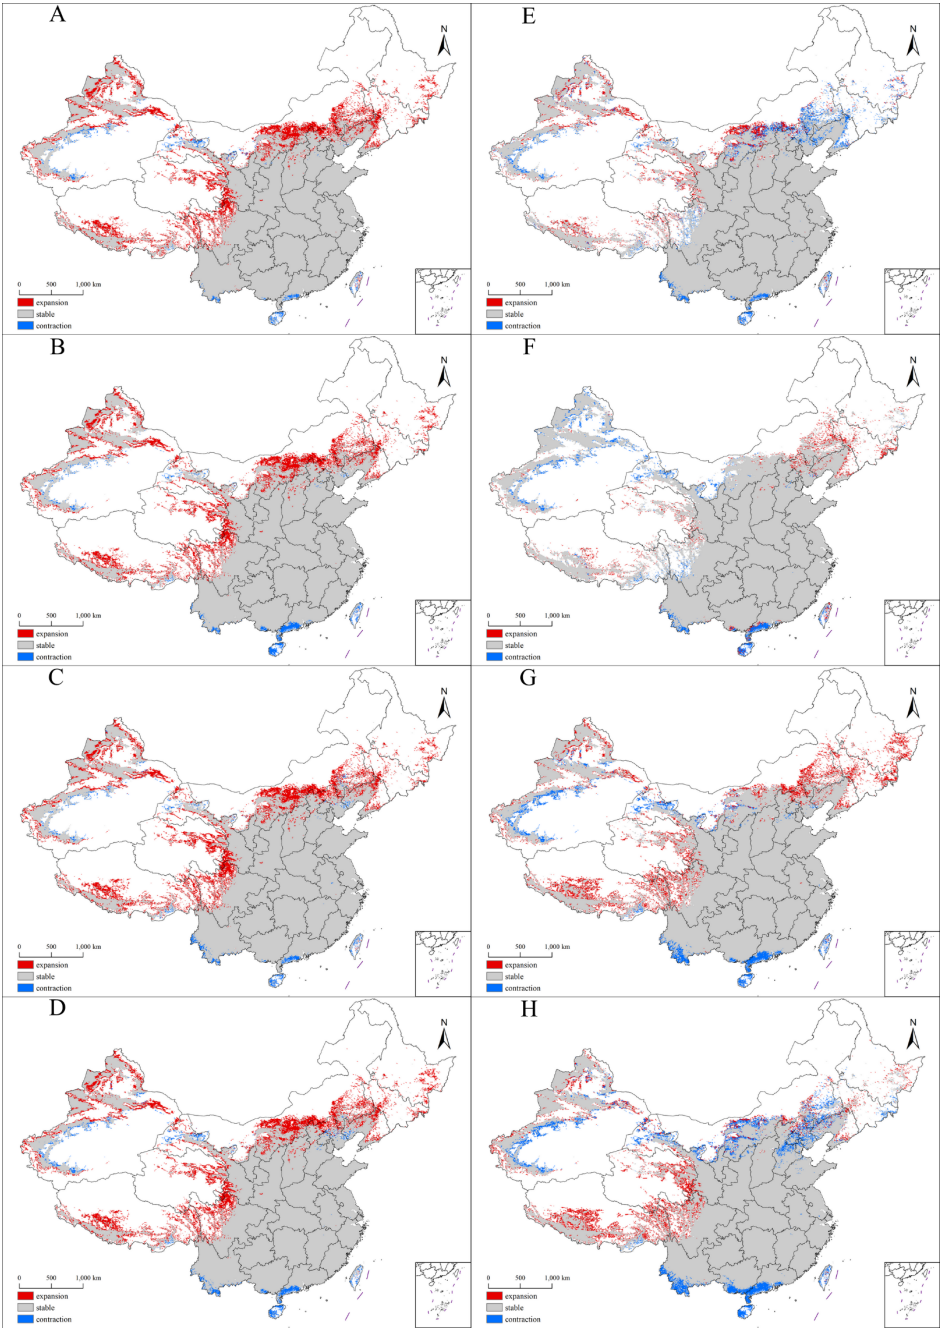 A
N
0 500 1,000 km
expansion
stable
contraction
E
N
0 500 1,000 km
expansion
stable
contraction
B
N
0 500 1,000 km
expansion
stable
contraction
F
N
0 500 1,000 km
expansion
stable
contraction
C
N
0 500 1,000 km
expansion
stable
contraction
G
N
0 500 1,000 km
expansion
stable
contraction
D
N
0 500 1,000 km
expansion
stable
contraction
H
N
0 500 1,000 km
expansion
stable
contraction